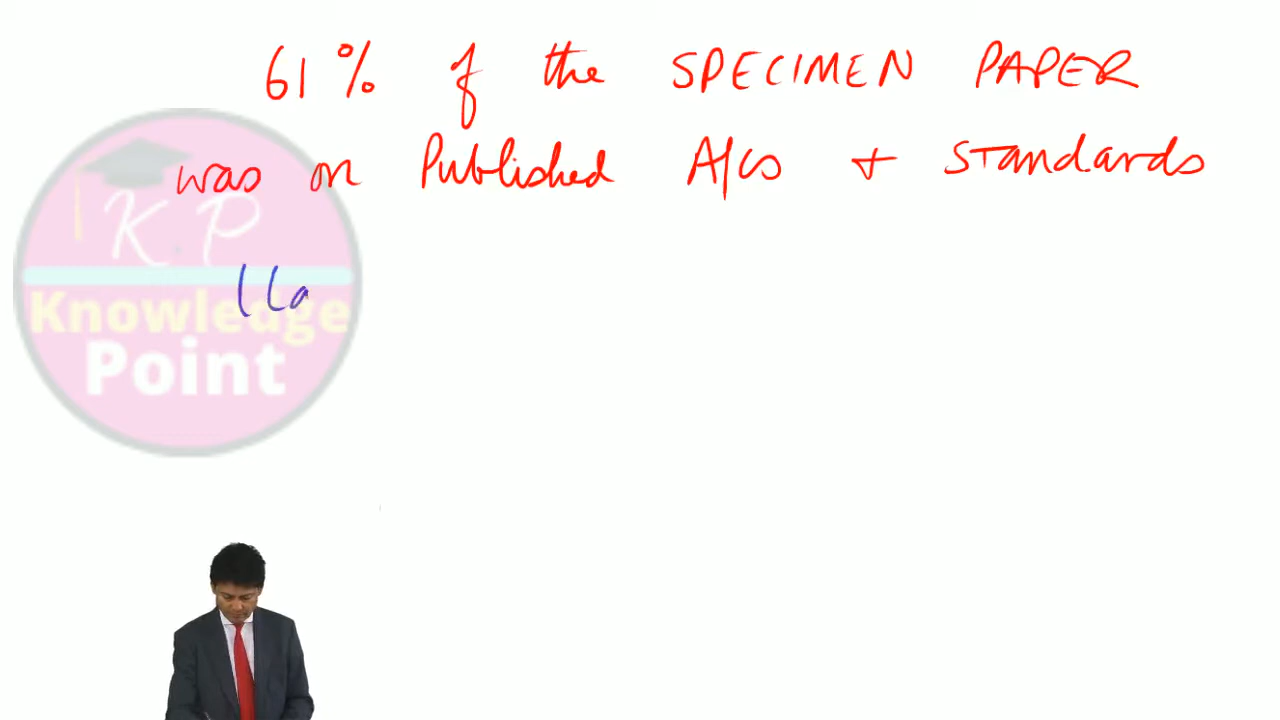 61% of the SPECIMEN PAPER
was on Published A/cs + Standards
K.P
Knowledge
Point